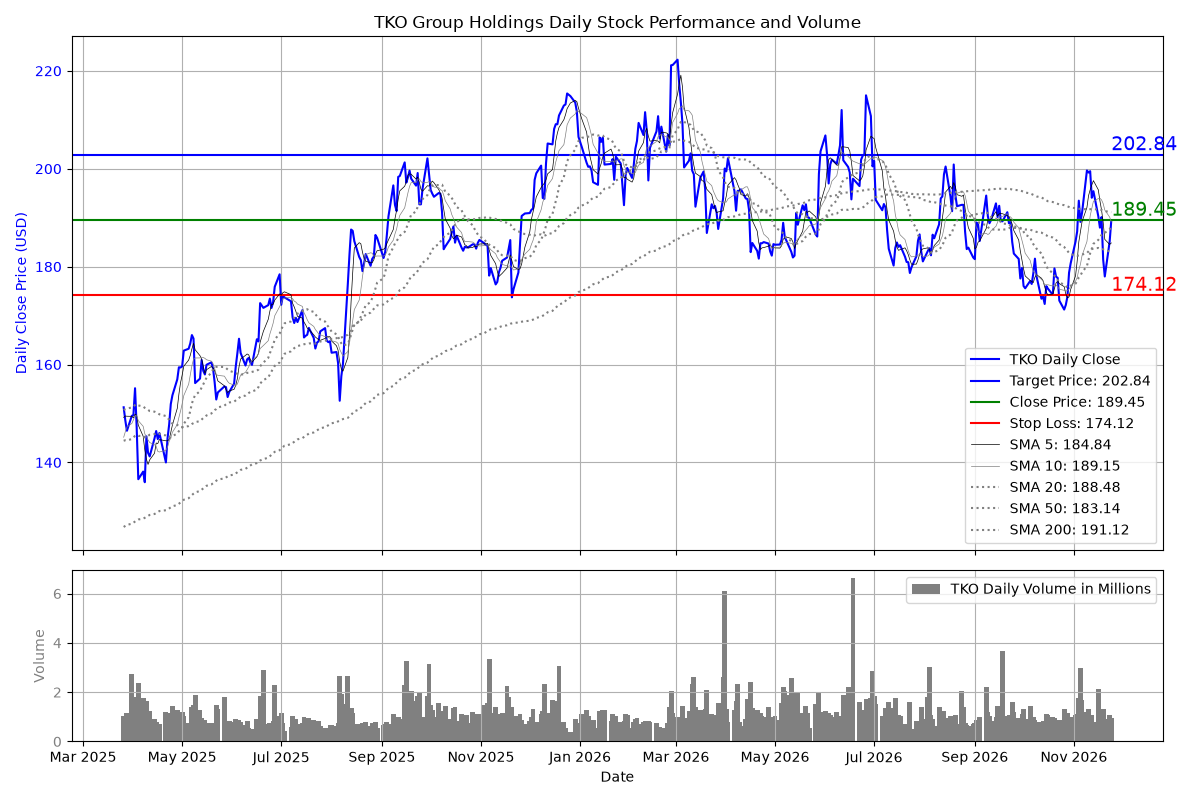 TKO Group Holdings Daily Stock Performance and Volume
Daily Close Price (USD)
220
200
180
160
140
202.84
189.45
174.12
TKO Daily Close
Target Price: 202.84
Close Price: 189.45
Stop Loss: 174.12
SMA 5: 184.84
SMA 10: 189.15
SMA 20: 188.48
SMA 50: 183.14
SMA 200: 191.12
Volume
6
4
2
0
TKO Daily Volume in Millions
Mar 2025 May 2025 Jul 2025 Sep 2025 Nov 2025 Jan 2026 Mar 2026 May 2026 Jul 2026 Sep 2026 Nov 2026
Date